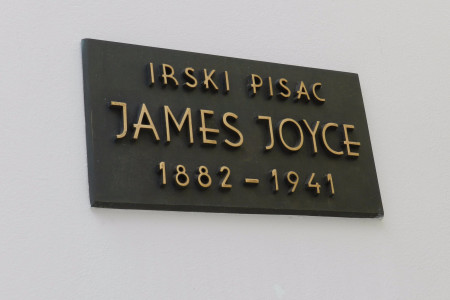 IRSKI PISAC
JAMES JOYCE
1882 – 1941